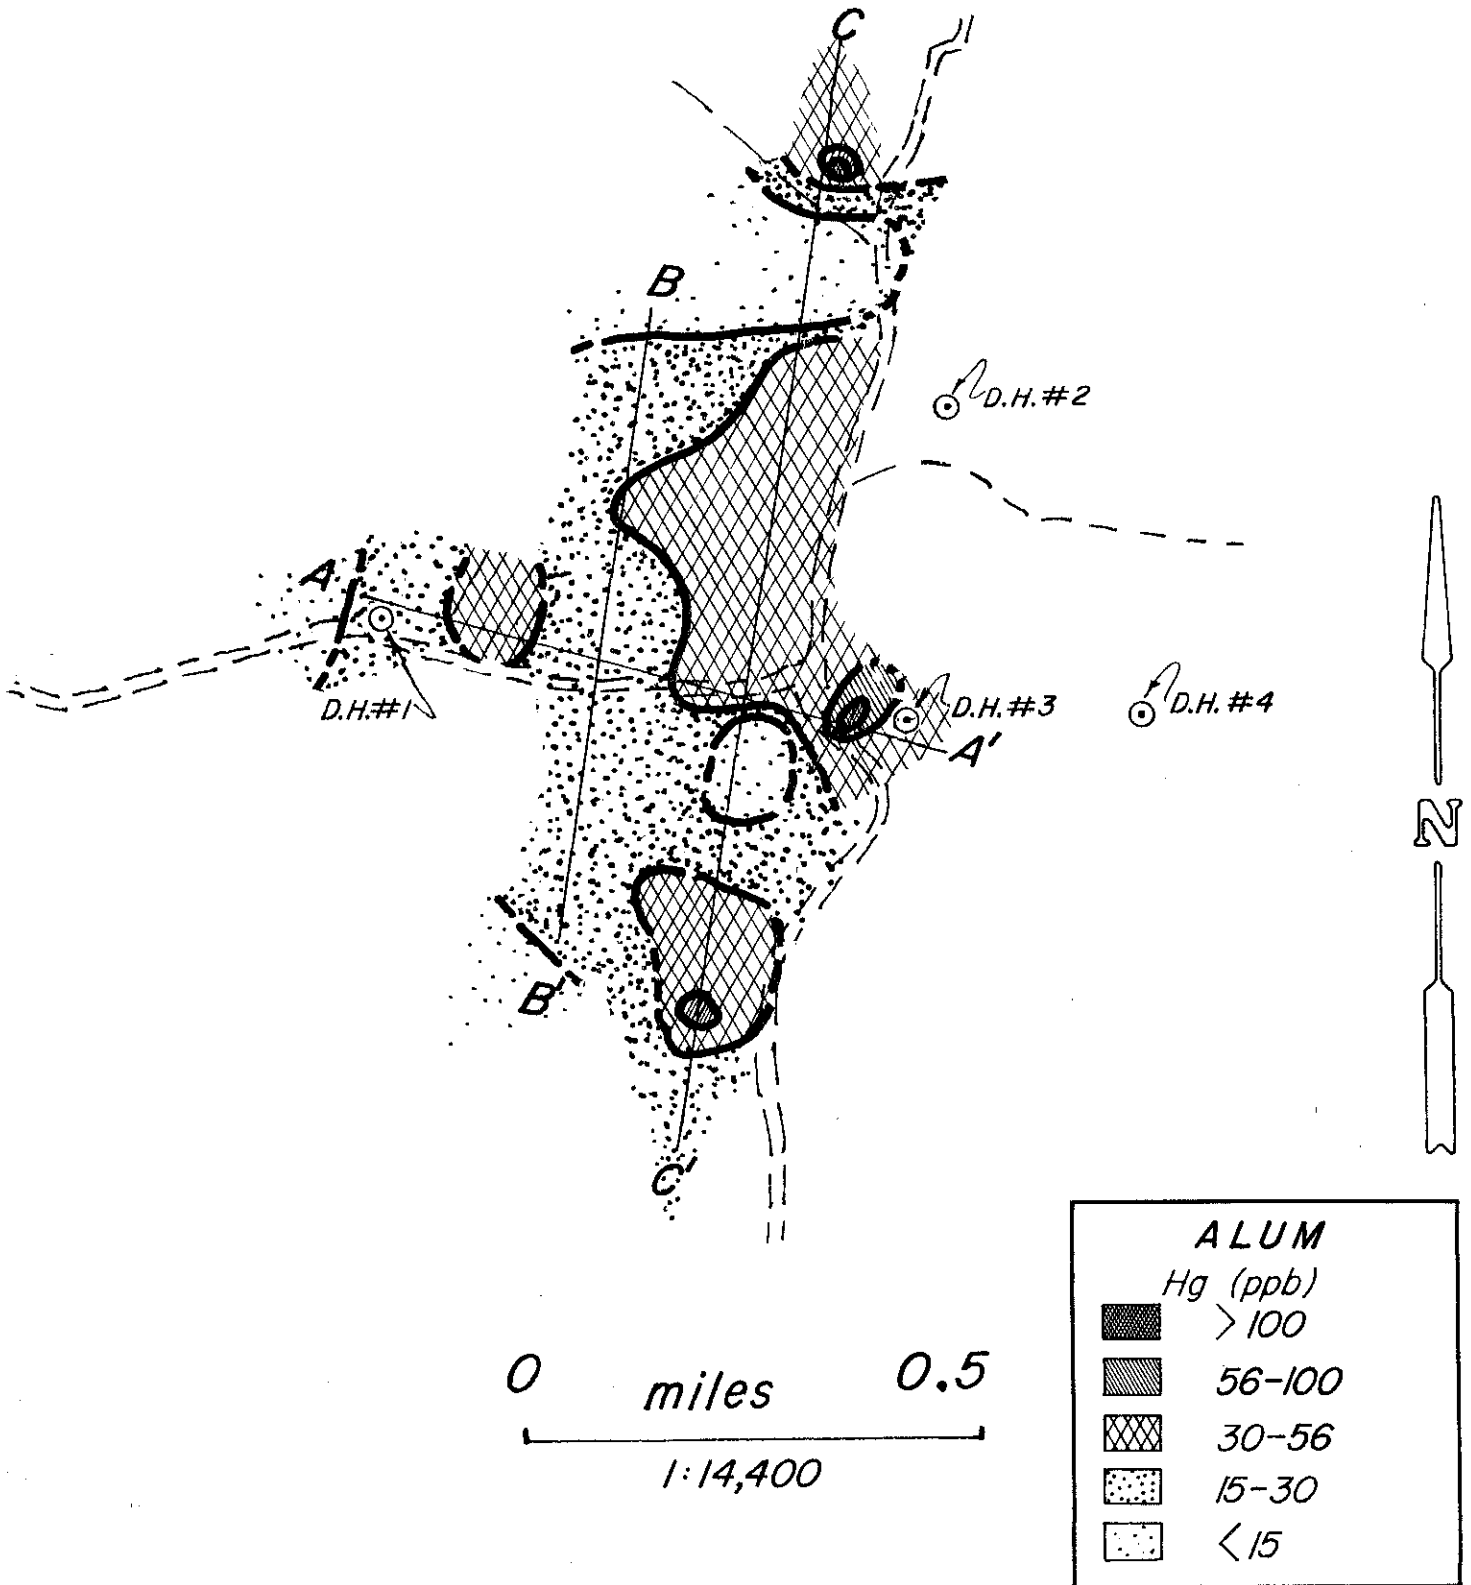 C
B
D.H.#2
A
D.H.#1
D.H.#3
D.H.#4
A'
B'
C'
N
0 miles 0.5
1:14,400
ALUM
Hg (ppb)
>100
56-100
30-56
15-30
<15